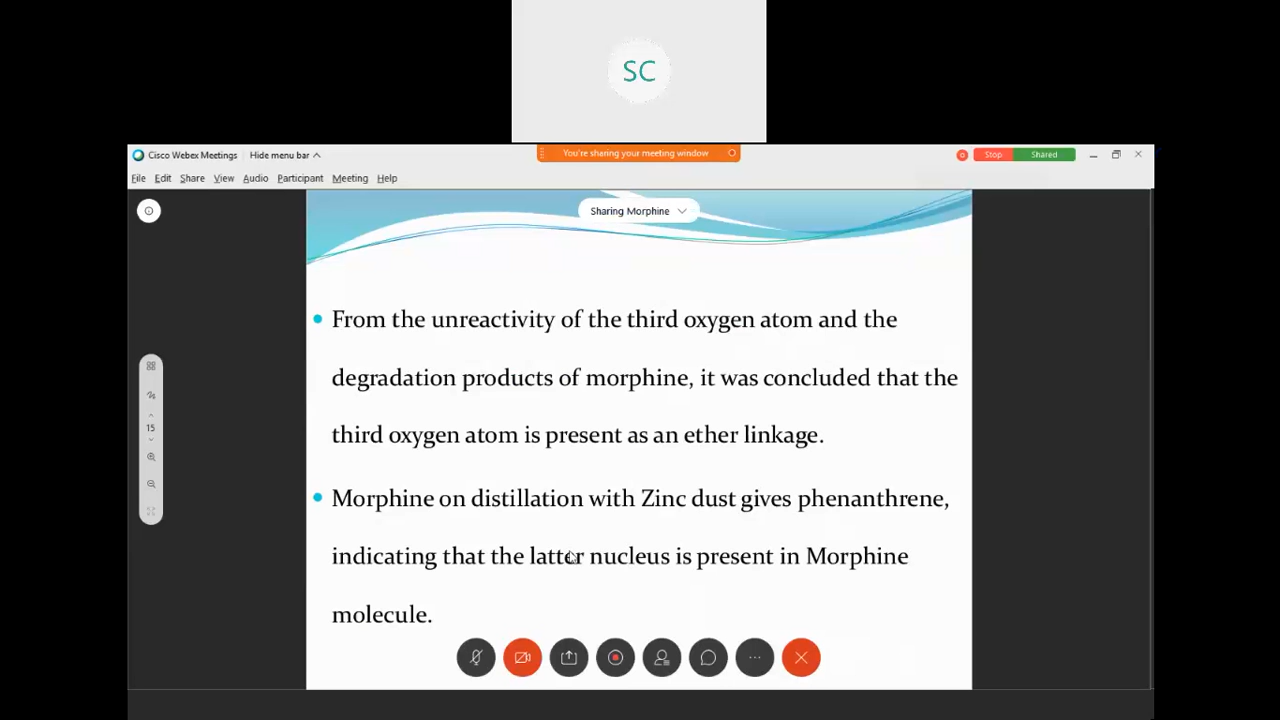 SC
Cisco Webex Meetings Hide menu bar
You're sharing your meeting window
Stop Shared
File Edit Share View Audio Participant Meeting Help
Sharing Morphine
• From the unreactivity of the third oxygen atom and the
degradation products of morphine, it was concluded that the
third oxygen atom is present as an ether linkage.
15
• Morphine on distillation with Zinc dust gives phenanthrene,
indicating that the latter nucleus is present in Morphine
molecule.